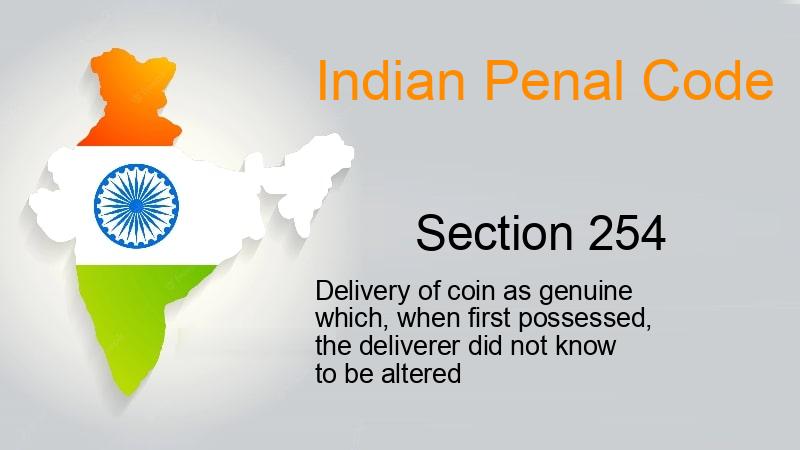 Indian Penal Code
Section 254
Delivery of coin as genuine
which, when first possessed,
the deliverer did not know
to be altered